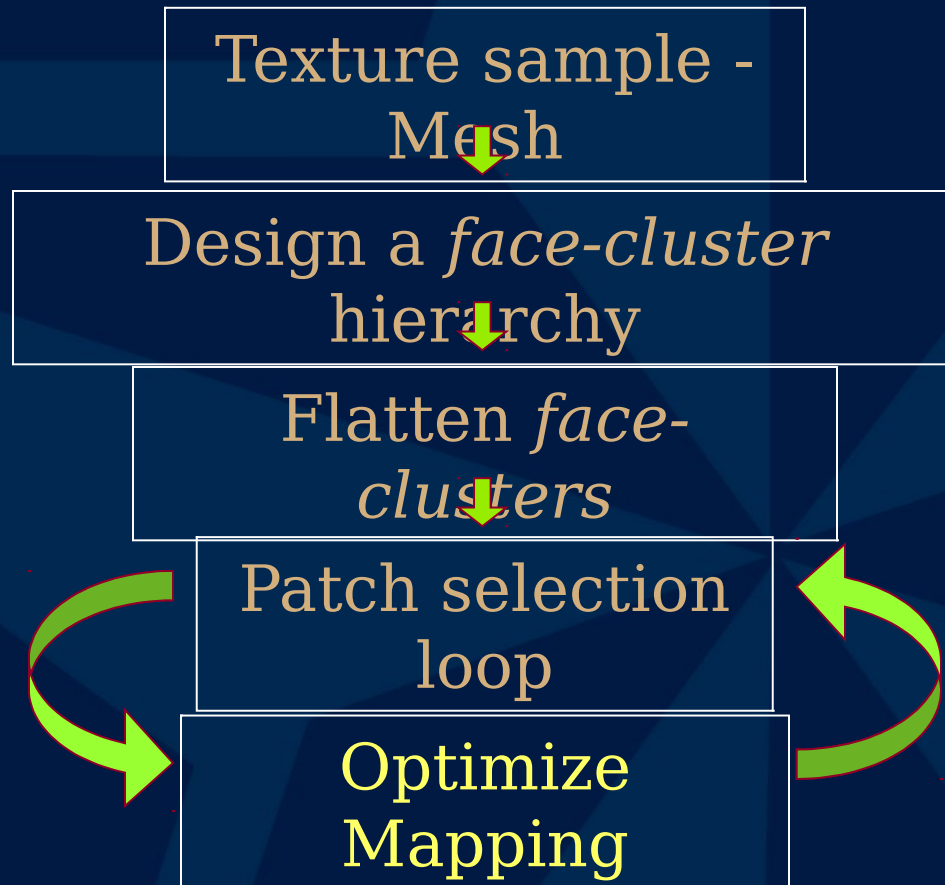 Texture sample -
Mesh
Design a face-cluster
hierarchy
Flatten face-
clusters
Patch selection
loop
Optimize
Mapping